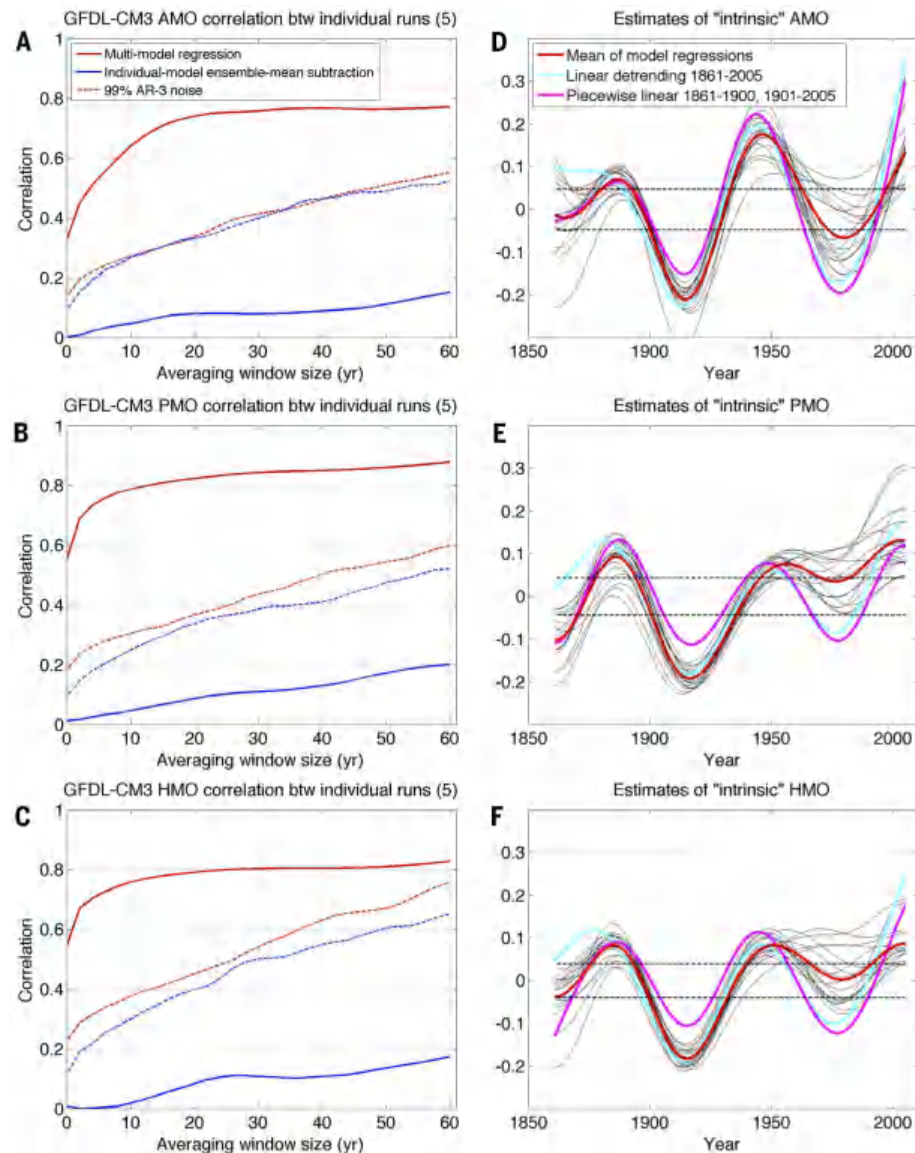 GFDL-CM3 AMO correlation btw individual runs (5)
A
Multi-model regression
Individual-model ensemble-mean subtraction
99% AR-3 noise
1
0.8
0.6
0.4
0.2
0
Correlation
0 10 20 30 40 50 60
Averaging window size (yr)
Estimates of "intrinsic" AMO
D
Mean of model regressions
Linear detrending 1861-2005
Piecewise linear 1861-1900, 1901-2005
0.3
0.2
0.1
0
-0.1
-0.2
1850 1900 1950 2000
Year
GFDL-CM3 PMO correlation btw individual runs (5)
B
1
0.8
0.6
0.4
0.2
0
Correlation
0 10 20 30 40 50 60
Averaging window size (yr)
Estimates of "intrinsic" PMO
E
0.4
0.3
0.2
0.1
0
-0.1
-0.2
1850 1900 1950 2000
Year
GFDL-CM3 HMO correlation btw individual runs (5)
C
1
0.8
0.6
0.4
0.2
0
Correlation
0 10 20 30 40 50 60
Averaging window size (yr)
Estimates of "intrinsic" HMO
F
0.3
0.2
0.1
0
-0.1
-0.2
1850 1900 1950 2000
Year